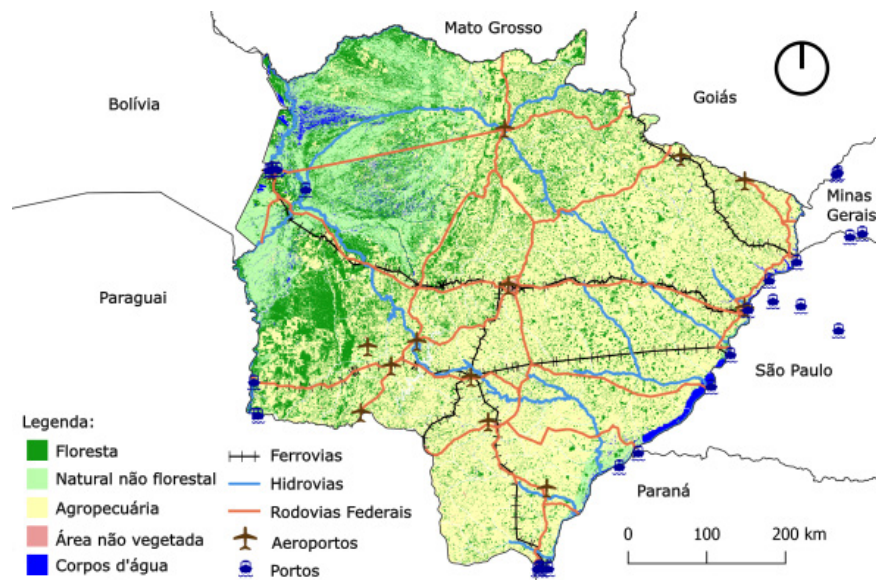 Mato Grosso
Bolívia
Goiás
Minas
Gerais
Paraguai
São Paulo
Paraná
Legenda:
Floresta
Natural não florestal
Agropecuária
Área não vegetada
Corpos d'água
Ferrovias
Hidrovias
Rodovias Federais
Aeroportos
Portos
0 100 200 km